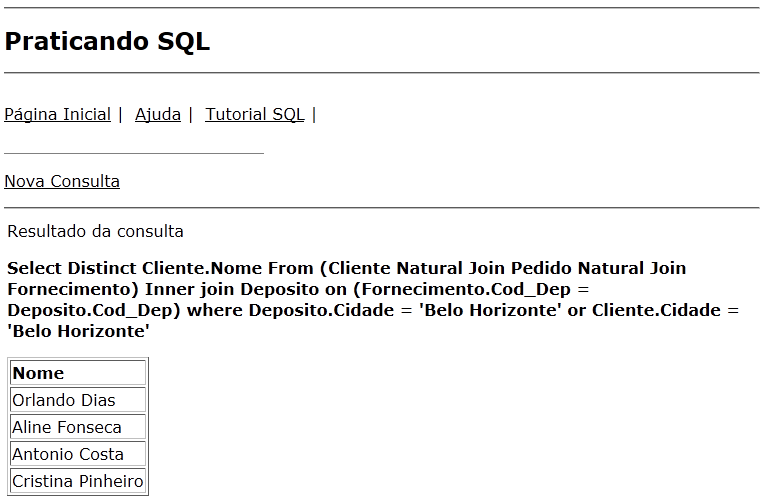 Praticando SQL
Página Inicial | Ajuda | Tutorial SQL |
Nova Consulta
Resultado da consulta
Select Distinct Cliente.Nome From (Cliente Natural Join Pedido Natural Join
Fornecimento) Inner join Deposito on (Fornecimento.Cod_Dep =
Deposito.Cod_Dep) where Deposito.Cidade = 'Belo Horizonte' or Cliente.Cidade =
'Belo Horizonte'
Nome
Orlando Dias
Aline Fonseca
Antonio Costa
Cristina Pinheiro